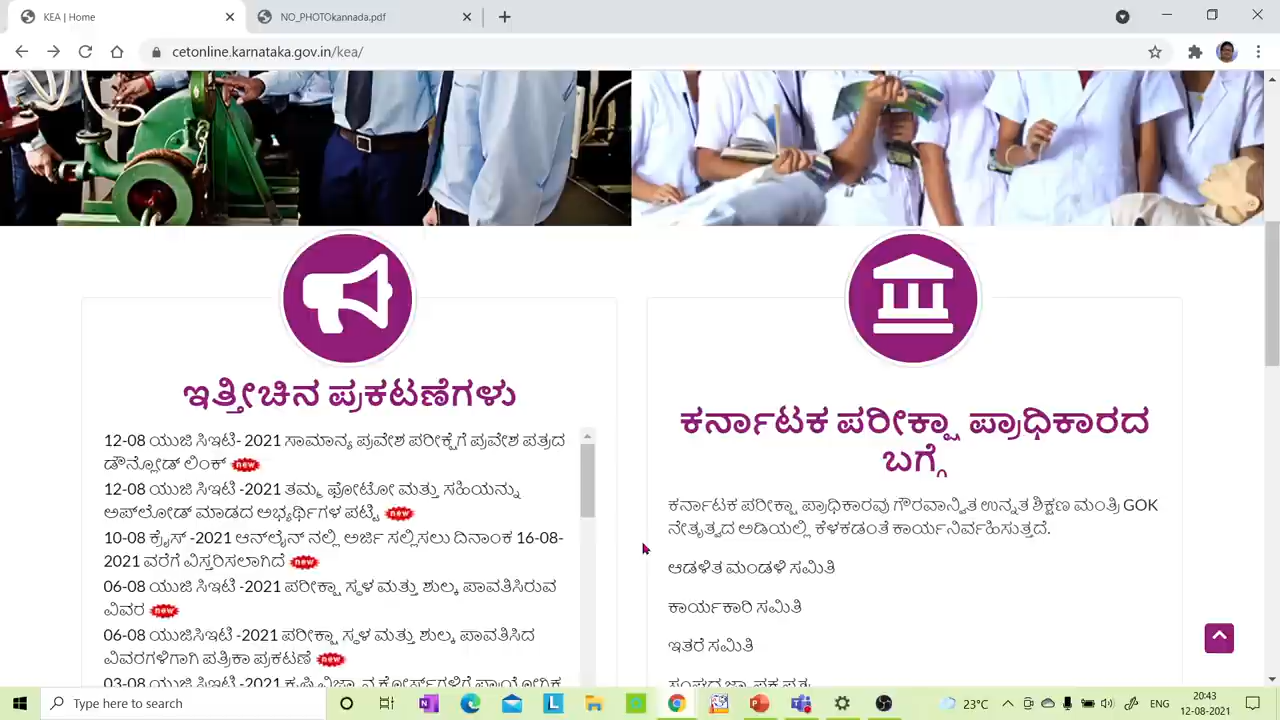 KEA | Home
NO_PHOTOkannada.pdf
cetonline.karnataka.gov.in/kea/
ಇತ್ತೀಚಿನ ಪ್ರಕಟಣೆಗಳು
12-08 ಯುಜಿ ಸಿಇಟಿ- 2021 ಸಾಮಾನ್ಯ ಪ್ರವೇಶ ಪರೀಕ್ಷೆಗೆ ಪ್ರವೇಶ ಪತ್ರದ
ಡೌನ್ಲೋಡ್ ಲಿಂಕ್ new
12-08 ಯುಜಿ ಸಿಇಟಿ -2021 ತಮ್ಮ ಫೋಟೋ ಮತ್ತು ಸಹಿಯನ್ನು
ಅಪ್‌ಲೋಡ್ ಮಾಡದ ಅಭ್ಯರ್ಥಿಗಳ ಪಟ್ಟಿ new
10-08 ಕ್ರೈಸ್ -2021 ಆನ್‌ಲೈನ್ ನಲ್ಲಿ ಅರ್ಜಿ ಸಲ್ಲಿಸಲು ದಿನಾಂಕ 16-08-
2021 ವರೆಗೆ ವಿಸ್ತರಿಸಲಾಗಿದೆ new
06-08 ಯುಜಿ ಸಿಇಟಿ -2021 ಪರೀಕ್ಷಾ ಸ್ಥಳ ಮತ್ತು ಶುಲ್ಕ ಪಾವತಿಸಿರುವ
ವಿವರ new
06-08 ಯುಜಿಸಿಇಟಿ -2021 ಪರೀಕ್ಷಾ ಸ್ಥಳ ಮತ್ತು ಶುಲ್ಕ ಪಾವತಿಸಿದ
ವಿವರಗಳಿಗಾಗಿ ಪತ್ರಿಕಾ ಪ್ರಕಟಣೆ new
03-08 ಯುಜಿಸಿಇಟಿ -2021 ಕೃಷಿ ವಿಜ್ಞಾನ ಕೋರ್ಸ್‌ಗಳಿಗೆ ಪ್ರಾಯೋಗಿಕ
ಕರ್ನಾಟಕ ಪರೀಕ್ಷಾ ಪ್ರಾಧಿಕಾರದ
ಬಗ್ಗೆ
ಕರ್ನಾಟಕ ಪರೀಕ್ಷಾ ಪ್ರಾಧಿಕಾರವು ಗೌರವಾನ್ವಿತ ಉನ್ನತ ಶಿಕ್ಷಣ ಮಂತ್ರಿ GOK
ನೇತೃತ್ವದ ಅಡಿಯಲ್ಲಿ ಕೆಳಕಂಡಂತೆ ಕಾರ್ಯನಿರ್ವಹಿಸುತ್ತದೆ.
ಆಡಳಿತ ಮಂಡಳಿ ಸಮಿತಿ
ಕಾರ್ಯಕಾರಿ ಸಮಿತಿ
ಇತರೆ ಸಮಿತಿ
Type here to search
23°C
ENG
20:43
12-08-2021